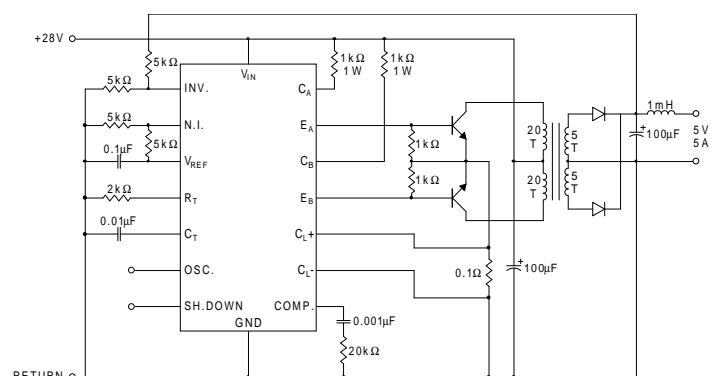 +28V
5kΩ
1kΩ
1W
1kΩ
1W
VIN
5kΩ
INV.
CA
1mH
5kΩ
N.I.
EA
20
T
5
T
+
100µF
5V
5A
0.1µF
5kΩ
1kΩ
VREF
CB
2kΩ
1kΩ
20
T
5
T
RT
EB
0.01µF
CT
CL+
OSC.
CL-
0.1Ω
+
100µF
SH.DOWN
COMP.
GND
0.001µF
20kΩ
RETURN